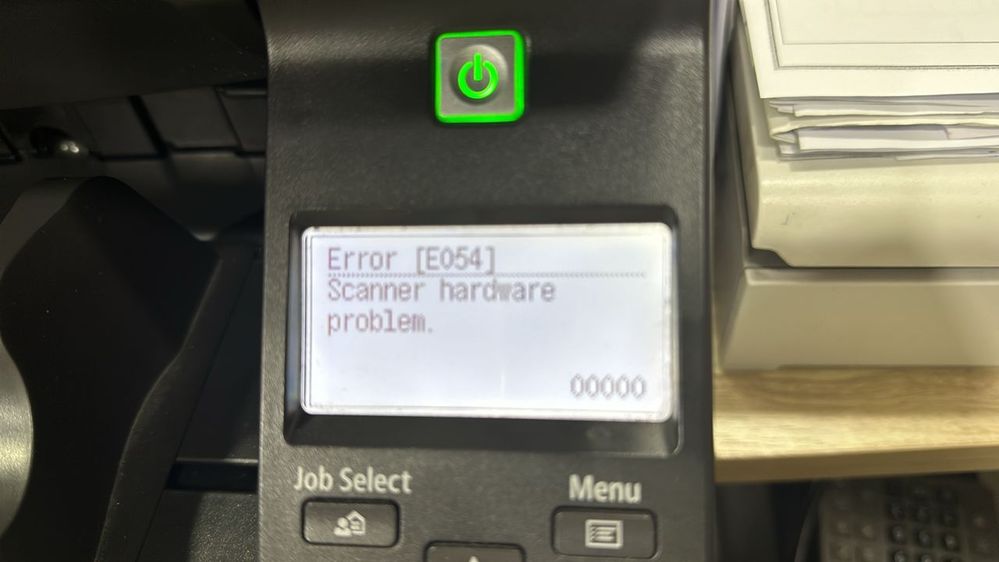 Error [E054]
Scanner hardware
problem.
00000
Job Select
Menu